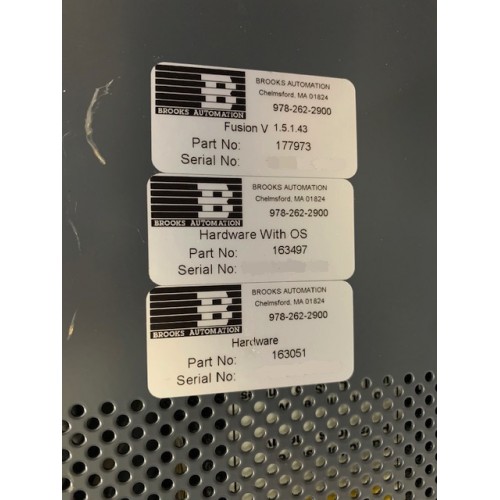 B
BROOKS AUTOMATION
BROOKS AUTOMATION
Chelmsford, MA 01824
978-262-2900
Fusion V 1.5.1.43
Part No: 177973
Serial No:
B
BROOKS AUTOMATION
BROOKS AUTOMATION
Chelmsford, MA 01824
978-262-2900
Hardware With OS
Part No: 163497
Serial No:
B
BROOKS AUTOMATION
BROOKS AUTOMATION
Chelmsford, MA 01824
978-262-2900
Hardware
Part No: 163051
Serial No: